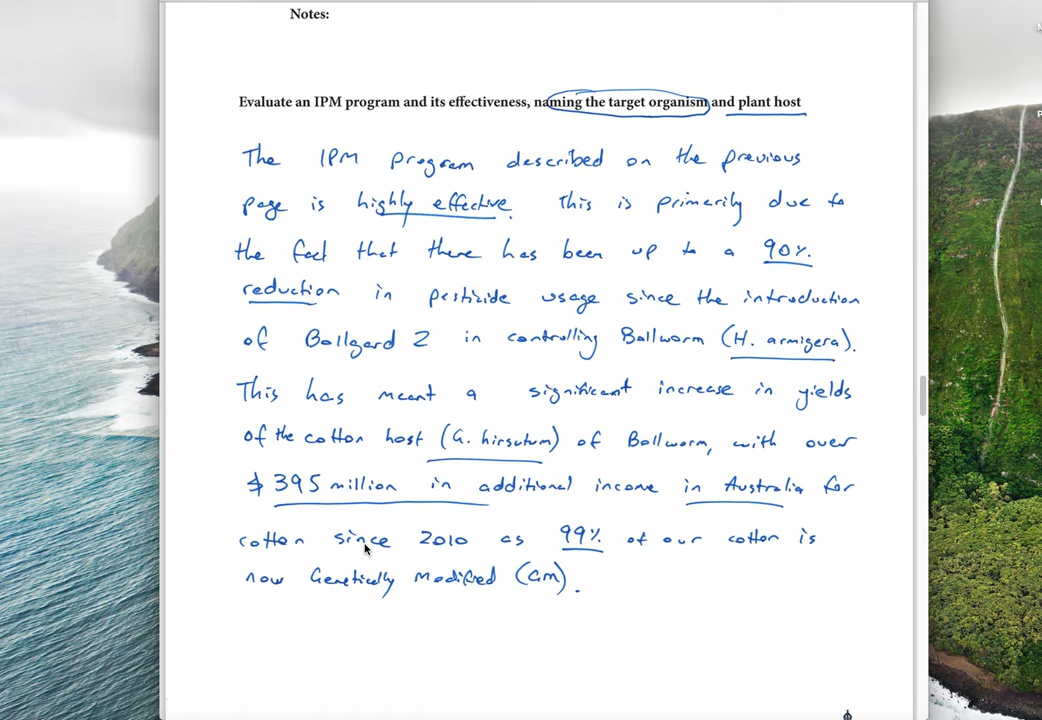 Notes:
Evaluate an IPM program and its effectiveness, naming the target organism and plant host
The IPM program described on the previous
page is highly effective. This is primarily due to
the fact that there has been up to a 90%
reduction in pesticide usage since the introduction
of Bollgard 2 in controlling Bollworm (H. armigera).
This has meant a significant increase in yields
of the cotton host (G. hirsutum) of Bollworm, with over
$395 million in additional income in Australia for
cotton since 2010 as 99% of our cotton is
now Genetically Modified (GM).